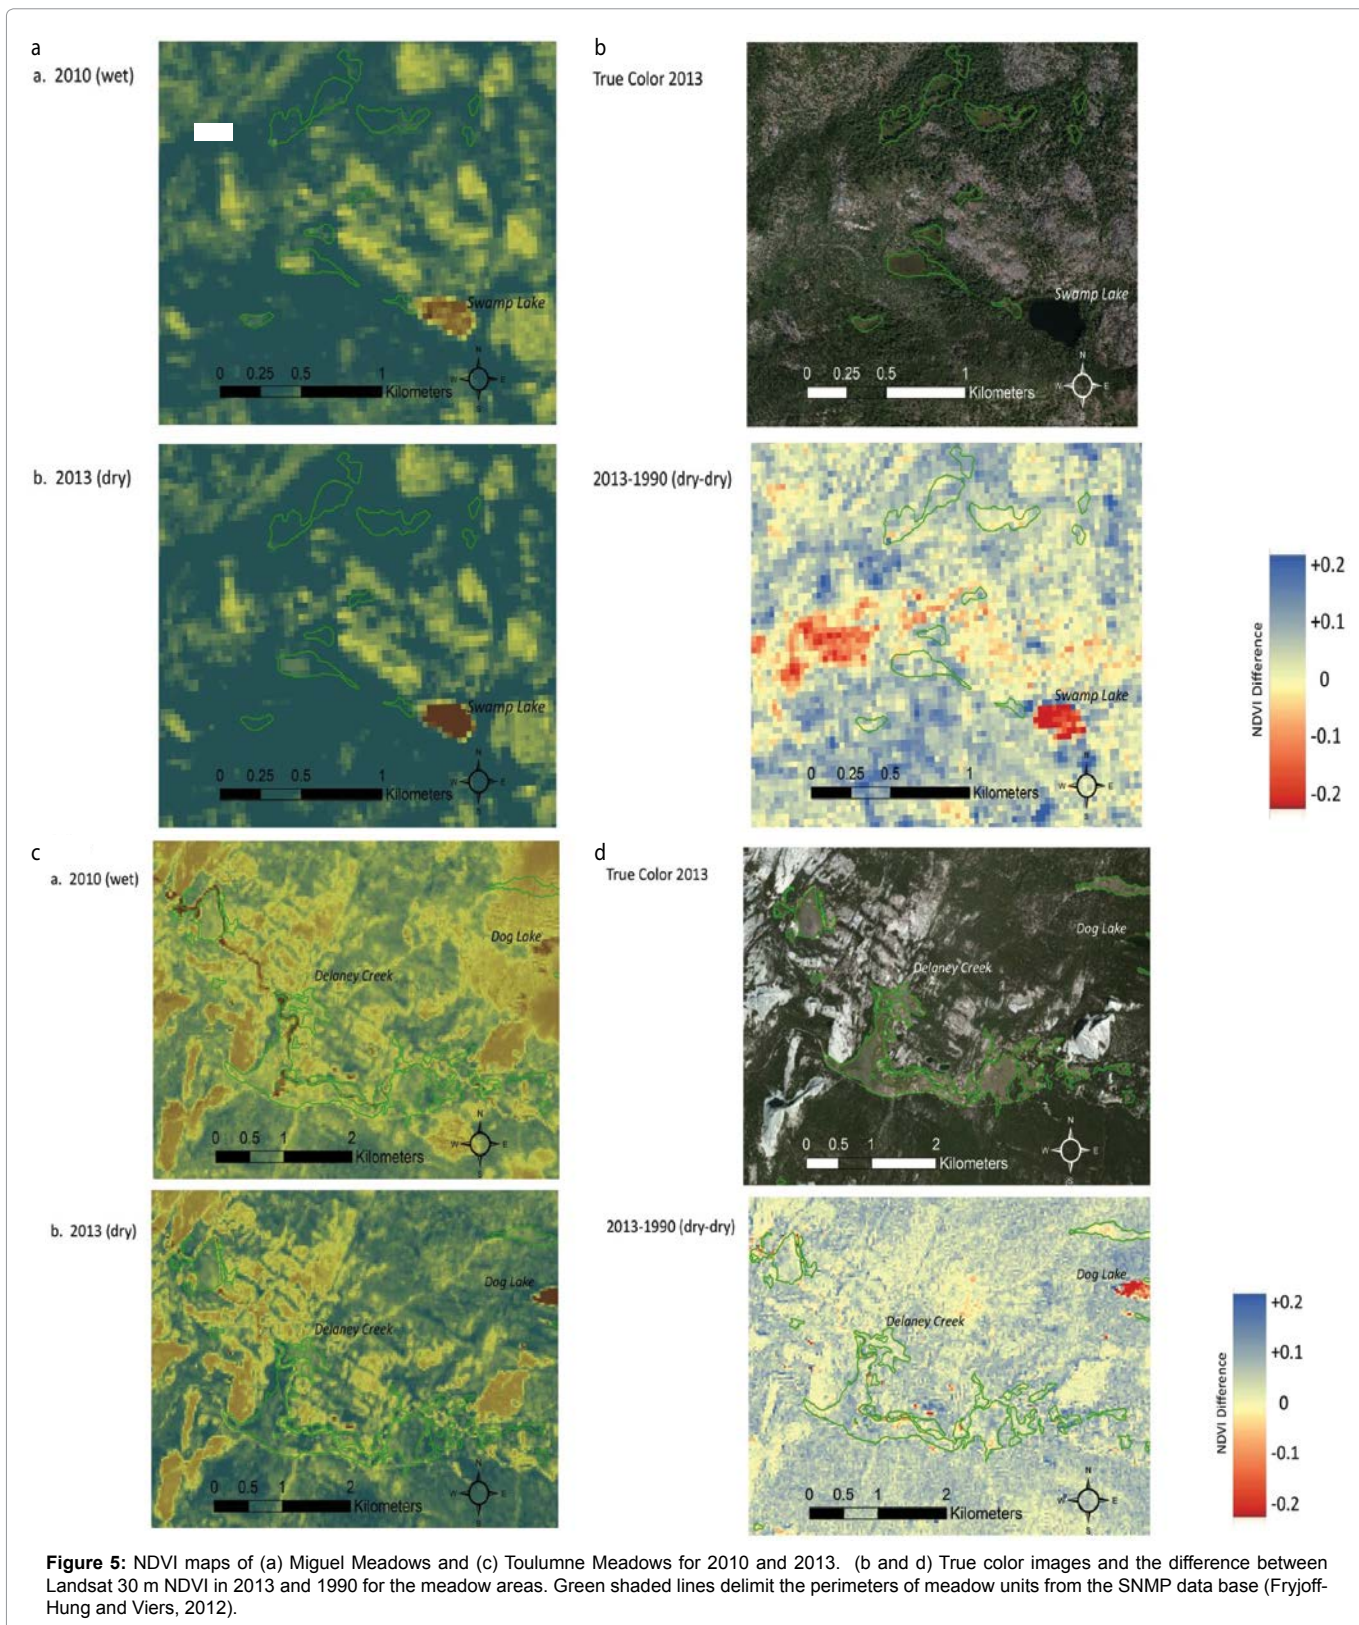 a
a. 2010 (wet)
Swamp Lake
N
W E
S
0 0.25 0.5 1
Kilometers
b
True Color 2013
Swamp Lake
N
W E
S
0 0.25 0.5 1
Kilometers
b. 2013 (dry)
Swamp Lake
N
W E
S
0 0.25 0.5 1
Kilometers
2013-1990 (dry-dry)
Swamp Lake
N
W E
S
0 0.25 0.5 1
Kilometers
NDVI Difference
+0.2
+0.1
0
-0.1
-0.2
c
a. 2010 (wet)
Dog Lake
Delaney Creek
N
W E
S
0 0.5 1 2
Kilometers
d
True Color 2013
Dog Lake
Delaney Creek
N
W E
S
0 0.5 1 2
Kilometers
b. 2013 (dry)
Dog Lake
Delaney Creek
N
W E
S
0 0.5 1 2
Kilometers
2013-1990 (dry-dry)
Dog Lake
Delaney Creek
N
W E
S
0 0.5 1 2
Kilometers
NDVI Difference
+0.2
+0.1
0
-0.1
-0.2
Figure 5: NDVI maps of (a) Miguel Meadows and (c) Toulumne Meadows for 2010 and 2013. (b and d) True color images and the difference between
Landsat 30 m NDVI in 2013 and 1990 for the meadow areas. Green shaded lines delimit the perimeters of meadow units from the SNMP data base (Fryjoff-
Hung and Viers, 2012).